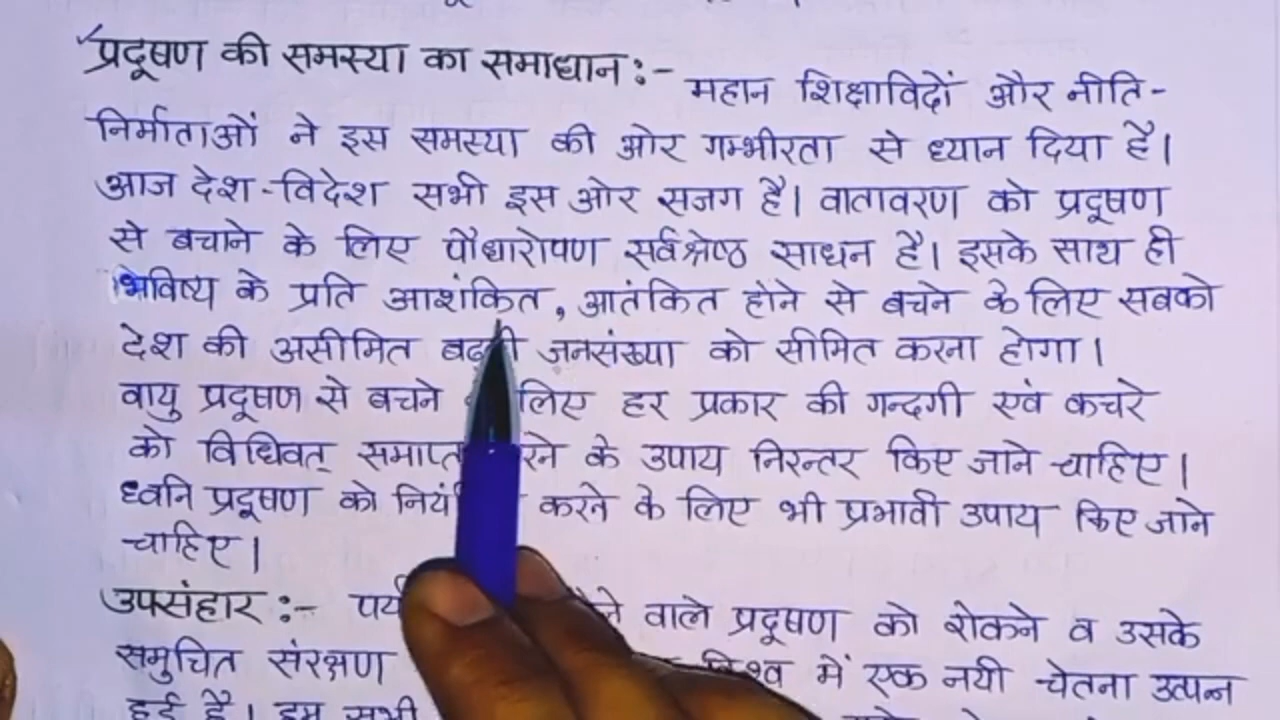 प्रदूषण की समस्या का समाधान :-
महान शिक्षाविदों और नीति-
निर्माताओं ने इस समस्या की ओर गम्भीरता से ध्यान दिया है।
आज देश-विदेश सभी इस ओर सजग है। वातावरण को प्रदूषण
से बचाने के लिए पौधारोपण सर्वश्रेष्ठ साधन है। इसके साथ ही
भविष्य के प्रति आशंकित, आतंकित होने से बचने के लिए सबको
देश की असीमित जनसंख्या को सीमित करना होगा।
वायु प्रदूषण से बचने लिए हर प्रकार की गन्दगी एवं कचरे
को विधिवत् समाप्त के उपाय निरन्तर किए जाने चाहिए।
ध्वनि प्रदूषण को करने के लिए भी प्रभावी उपाय किए जाने
चाहिए।
उपसंहार :- वाले प्रदूषण को रोकने व उसके
समुचित संरक्षण में एक नयी चेतना उत्पन्न
हुई है। हम सभी